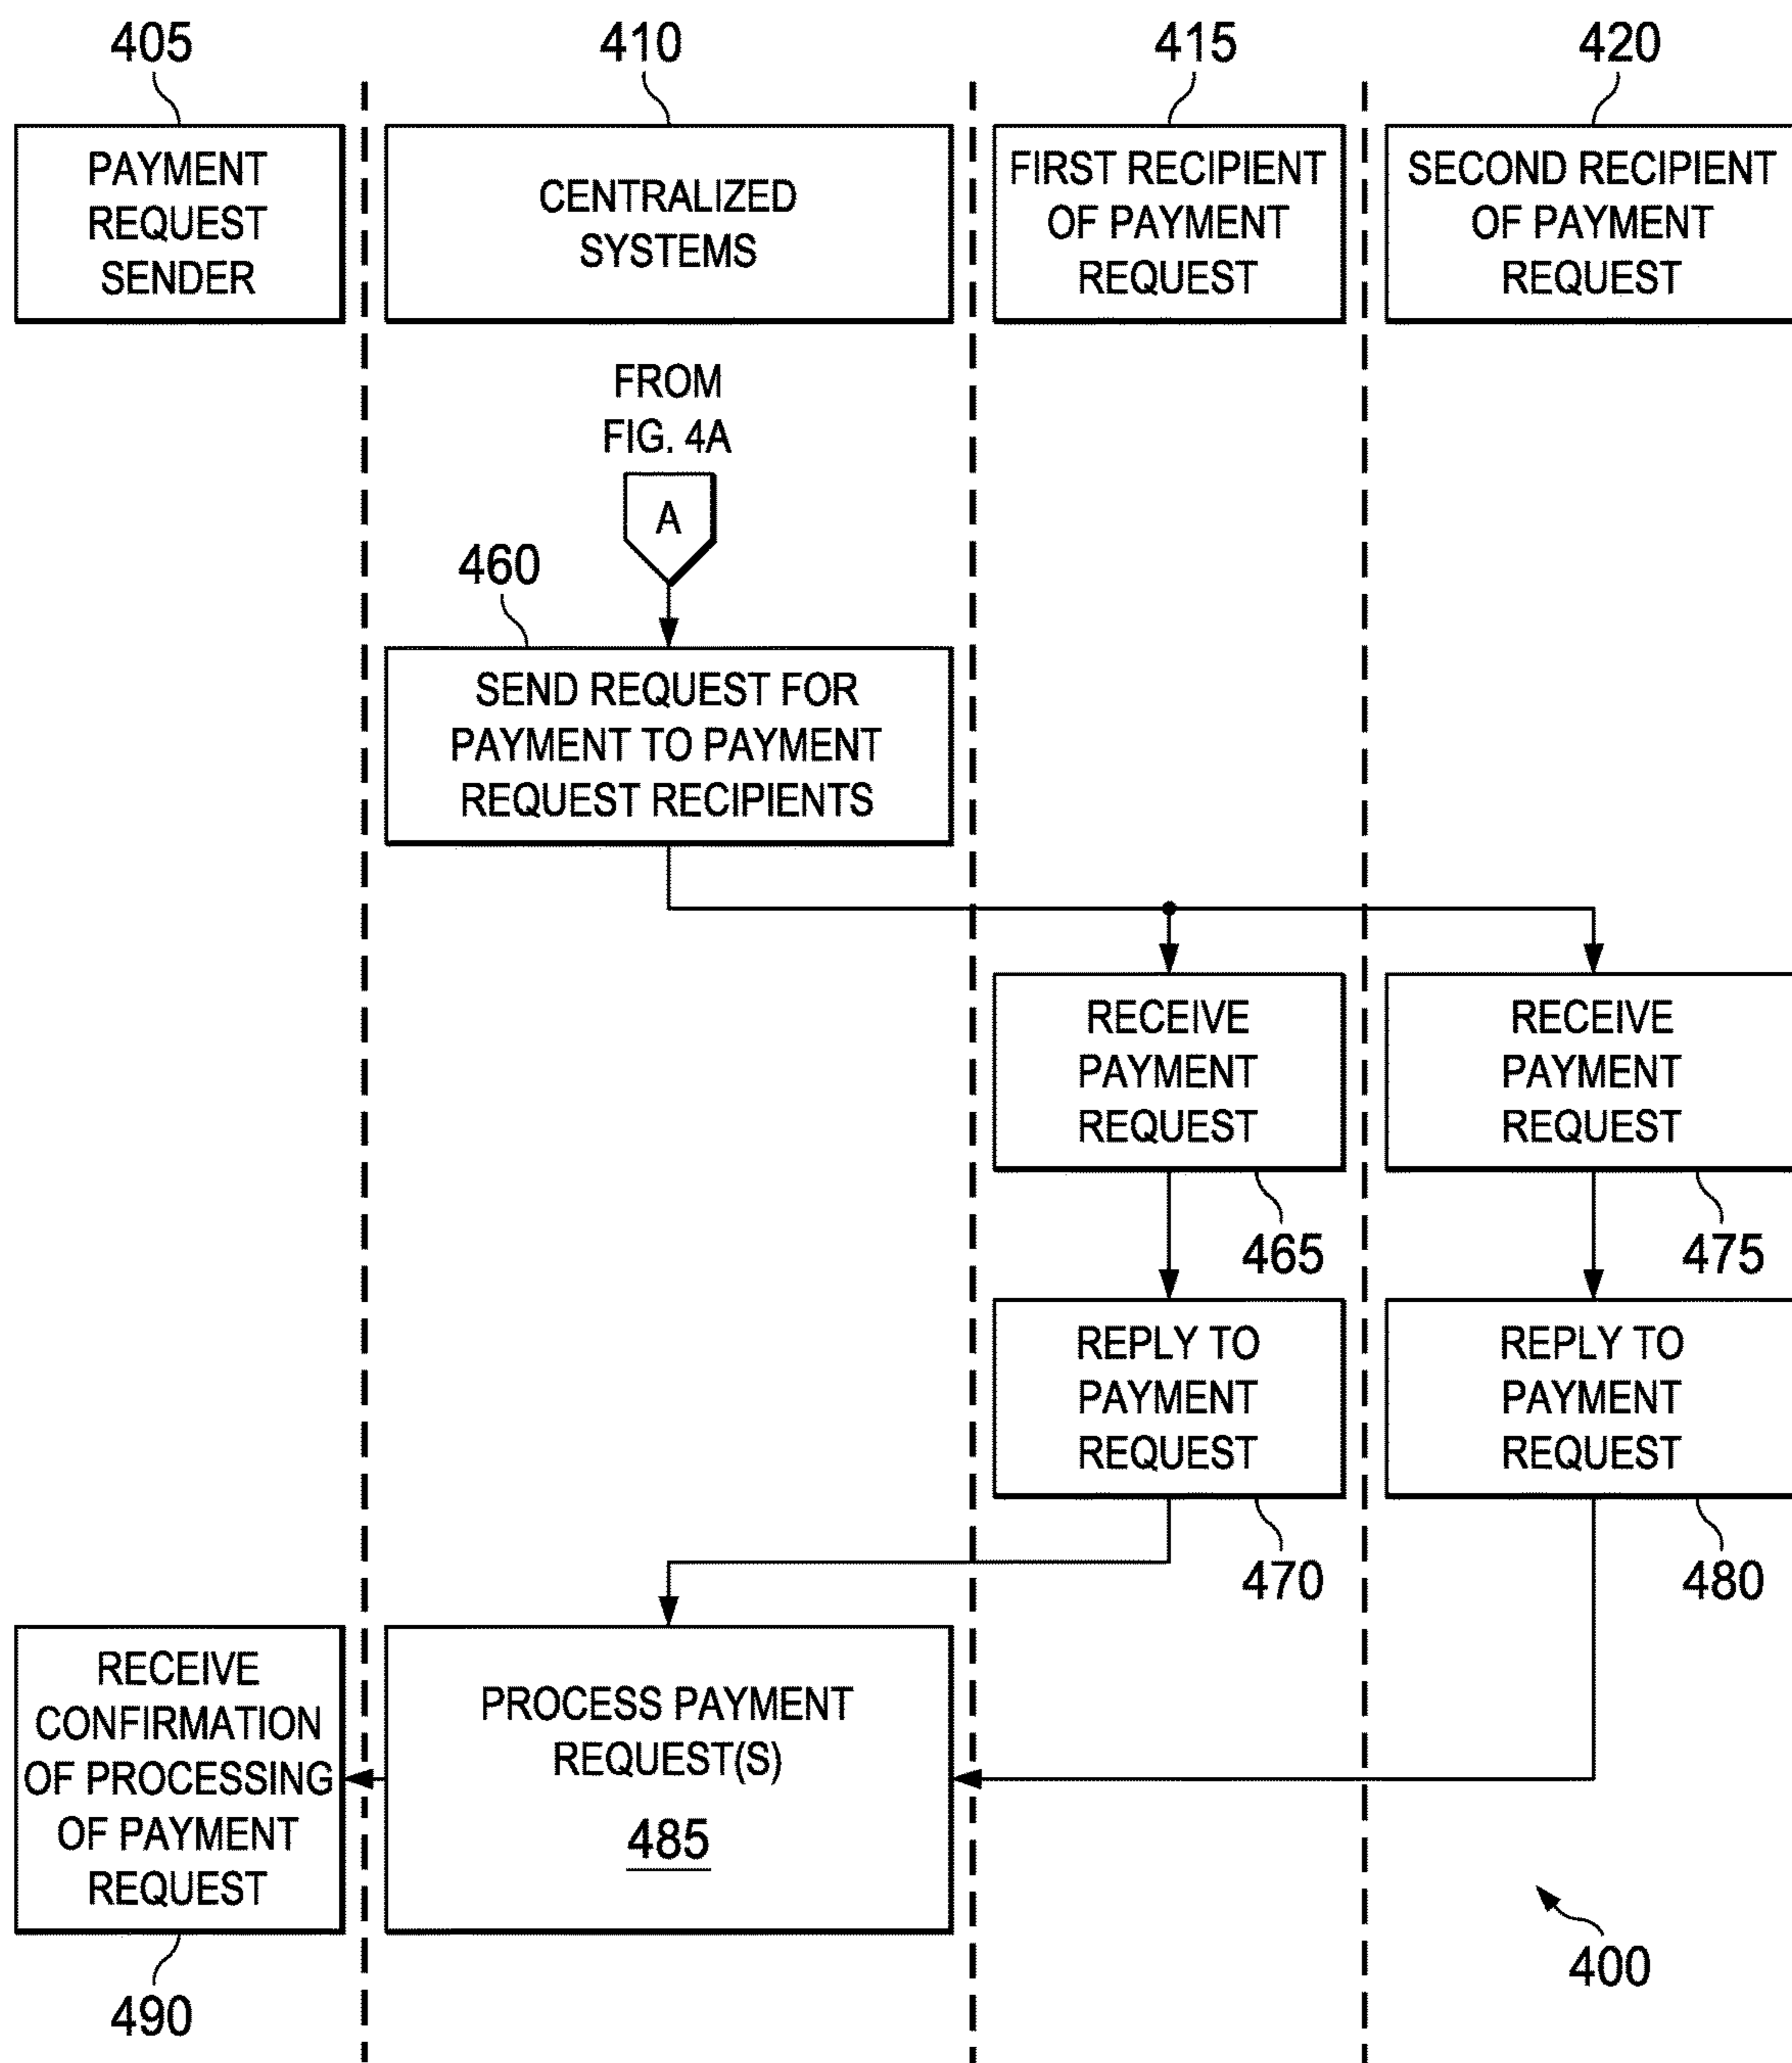 405
410
415
420
PAYMENT
REQUEST
SENDER
CENTRALIZED
SYSTEMS
FIRST RECIPIENT
OF PAYMENT
REQUEST
SECOND RECIPIENT
OF PAYMENT
REQUEST
FROM
FIG. 4A
A
460
SEND REQUEST FOR
PAYMENT TO PAYMENT
REQUEST RECIPIENTS
RECEIVE
PAYMENT
REQUEST
465
RECEIVE
PAYMENT
REQUEST
475
REPLY TO
PAYMENT
REQUEST
470
REPLY TO
PAYMENT
REQUEST
480
RECEIVE
CONFIRMATION
OF PROCESSING
OF PAYMENT
REQUEST
490
PROCESS PAYMENT
REQUEST(S)
485
400